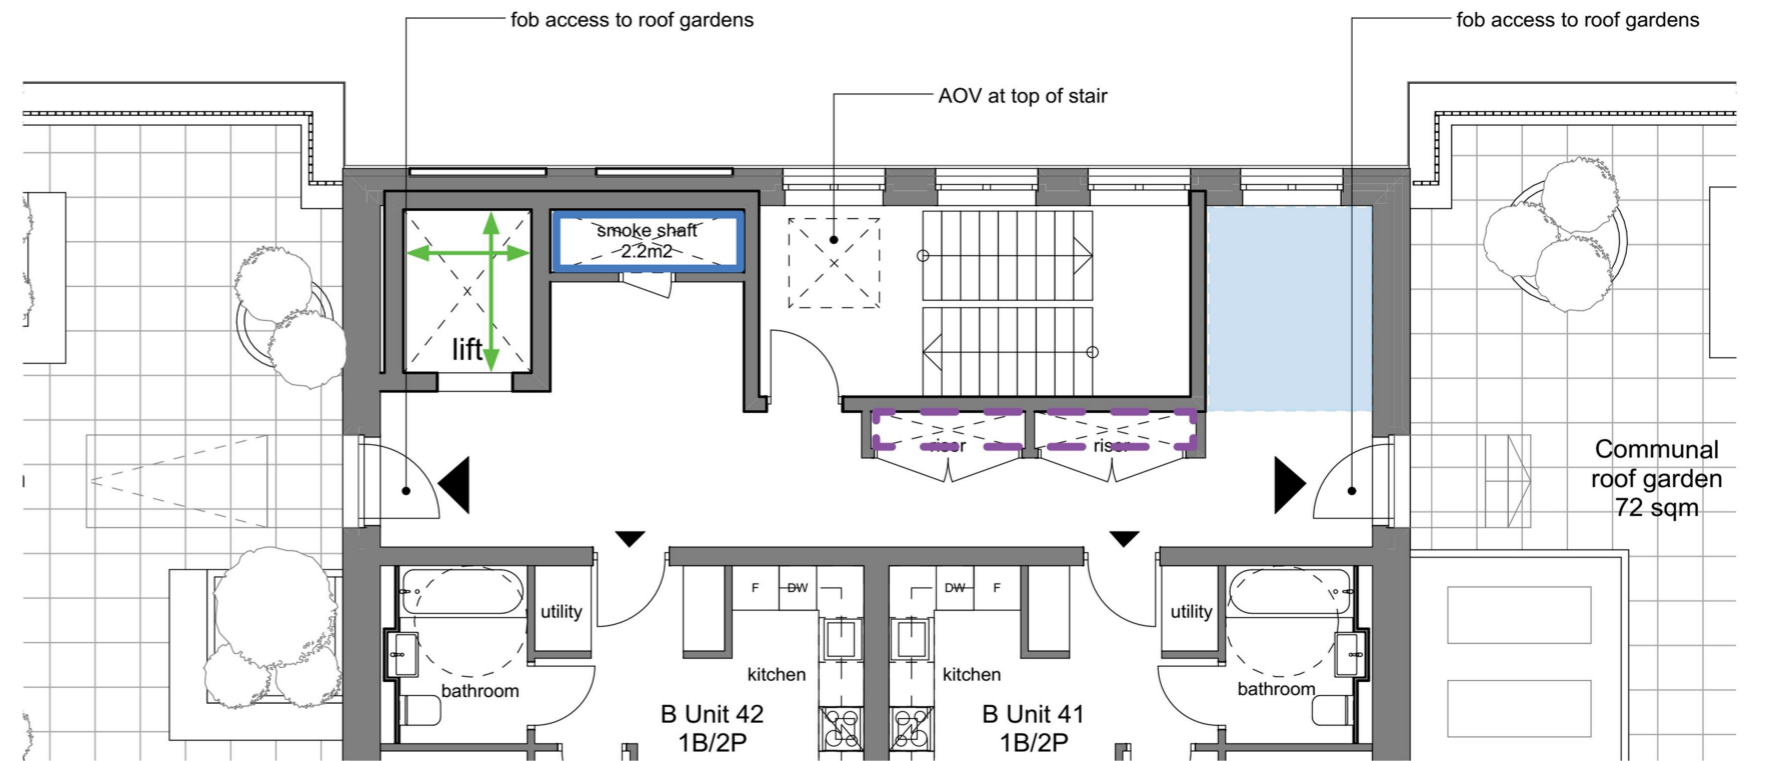 fob access to roof gardens
fob access to roof gardens
AOV at top of stair
smoke shaft
2.2m2
lift
riser
riser
Communal
roof garden
72 sqm
F
DW
DW
F
utility
utility
kitchen
kitchen
bathroom
bathroom
B Unit 42
1B/2P
B Unit 41
1B/2P